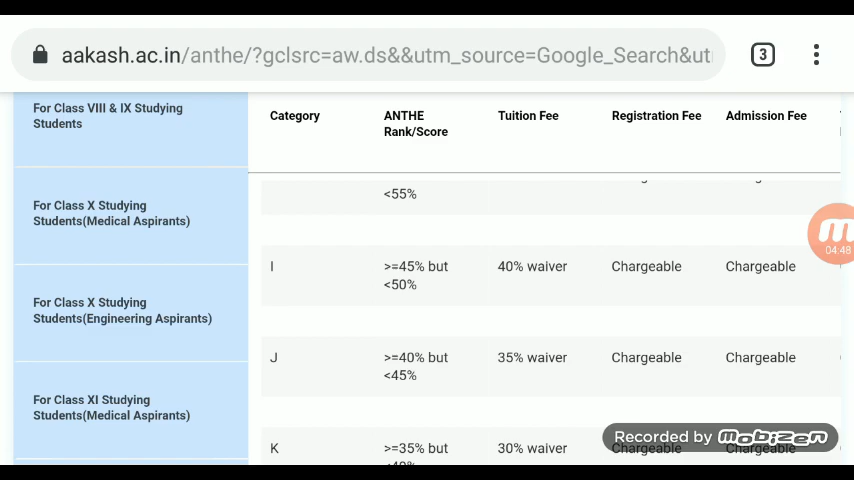 aakash.ac.in/anthe/?gclsrc=aw.ds&&utm_source=Google_Search&ut
3
For Class VIII & IX Studying
Students
Category
ANTHE
Rank/Score
Tuition Fee
Registration Fee
Admission Fee
<55%
For Class X Studying
Students(Medical Aspirants)
I
>=45% but
<50%
40% waiver
Chargeable
Chargeable
04:48
For Class X Studying
Students(Engineering Aspirants)
J
>=40% but
<45%
35% waiver
Chargeable
Chargeable
For Class XI Studying
Students(Medical Aspirants)
K
>=35% but
<40%
30% waiver
Chargeable
Chargeable
Recorded by mobizen